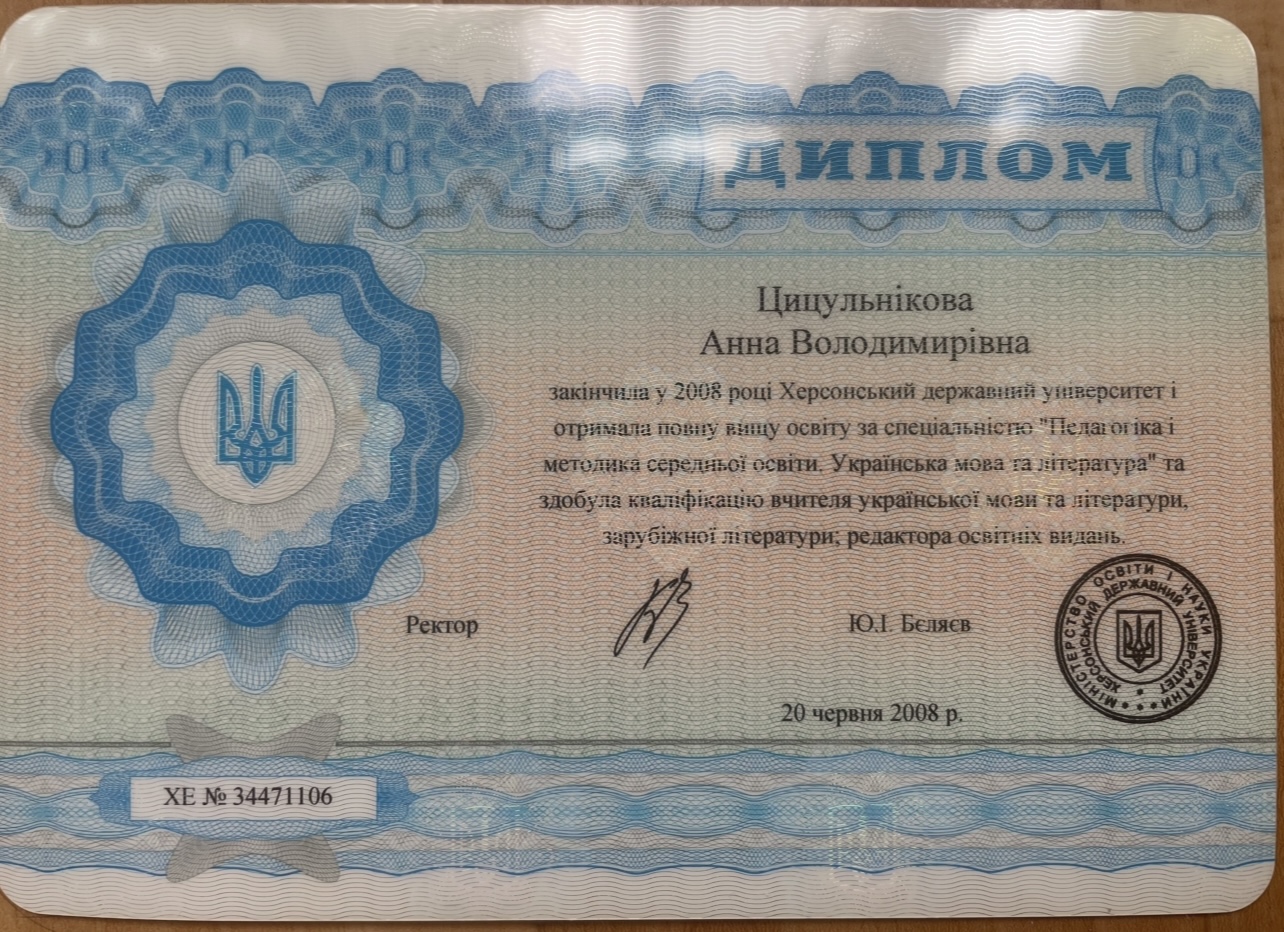 ДИПЛОМ
Цицульнікова
Анна Володимирівна
закінчила у 2008 році Херсонський державний університет і
отримала повну вищу освіту за спеціальністю "Педагогіка і
методика середньої освіти. Українська мова та література" та
здобула кваліфікацію вчителя української мови та літератури,
зарубіжної літератури; редактора освітніх видань.
Ректор Ю.І. Бєляєв
МІНІСТЕРСТВО ОСВІТИ І НАУКИ УКРАЇНИ
ХЕРСОНСЬКИЙ ДЕРЖАВНИЙ УНІВЕРСИТЕТ
20 червня 2008 р.
ХЕ № 34471106